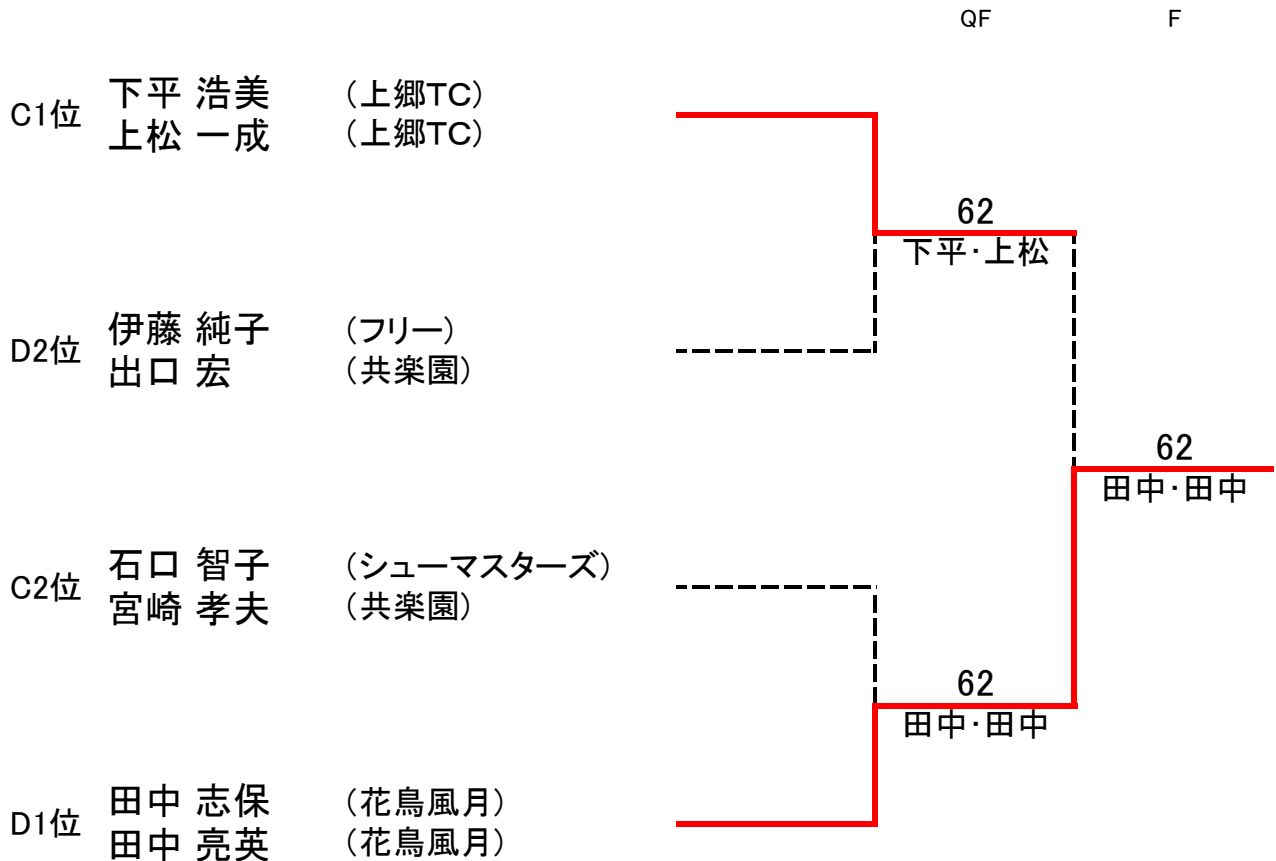 QF F
C1位 下平 浩美 (上郷TC)
上松 一成 (上郷TC)
62
下平・上松
D2位 伊藤 純子 (フリー)
出口 宏 (共楽園)
62
田中・田中
C2位 石口 智子 (シューマスターズ)
宮崎 孝夫 (共楽園)
62
田中・田中
D1位 田中 志保 (花鳥風月)
田中 亮英 (花鳥風月)